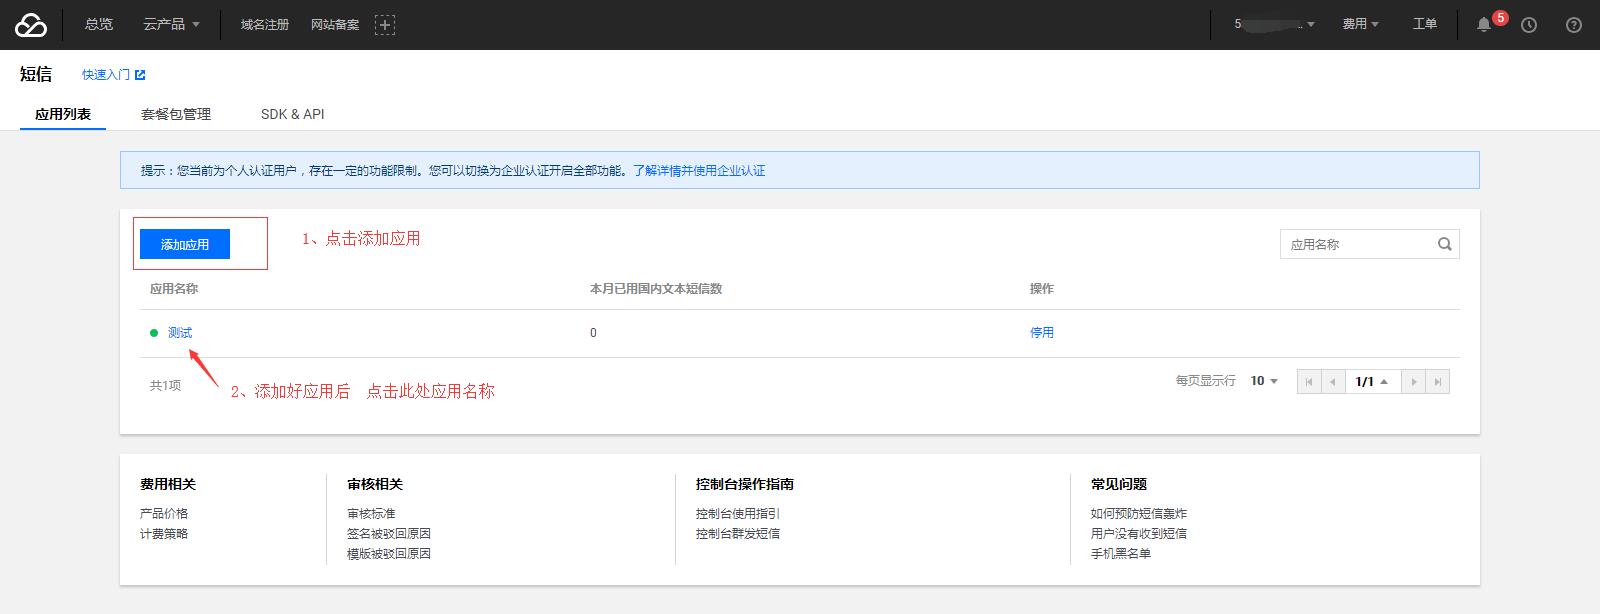 总览 云产品 域名注册 网站备案 5 .. 费用 工单 5
短信 快速入门
应用列表 套餐包管理 SDK & API
提示：您当前为个人认证用户，存在一定的功能限制。您可以切换为企业认证开启全部功能。了解详情并使用企业认证
添加应用 1、点击添加应用 应用名称
应用名称 本月已用国内文本短信数 操作
测试 0 停用
共1项 每页显示行 10 1/1
2、添加好应用后 点击此处应用名称
费用相关 审核相关 控制台操作指南 常见问题
产品价格 审核标准 控制台使用指引 如何预防短信轰炸
计费策略 签名被驳回原因 控制台群发短信 用户没有收到短信
模版被驳回原因 手机黑名单